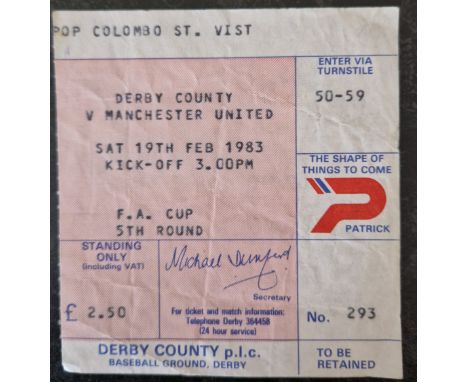 POP COLOMBO ST. VIST
ENTER VIA
TURNSTILE
50-59
DERBY COUNTY
V MANCHESTER UNITED
SAT 19TH FEB 1983
KICK-OFF 3.00PM
THE SHAPE OF
THINGS TO COME
P
PATRICK
F.A. CUP
5TH ROUND
STANDING
ONLY
(including VAT)
£ 2.50
Michael Dunford
Secretary
For ticket and match information:
Telephone Derby 364458
(24 hour service)
No. 293
DERBY COUNTY p.l.c.
BASEBALL GROUND, DERBY
TO BE
RETAINED